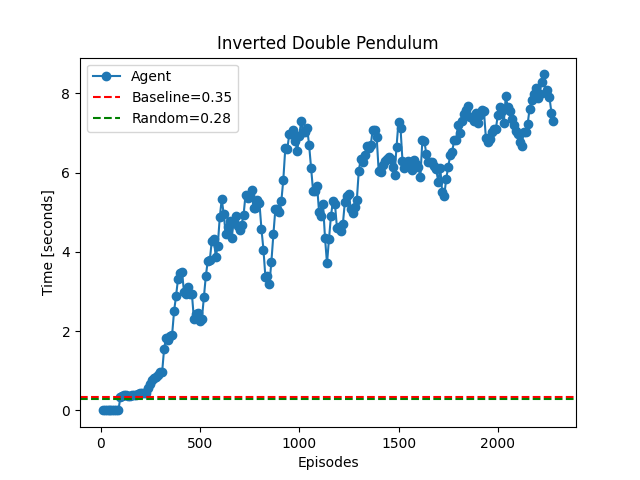 Inverted Double Pendulum
Agent
Baseline=0.35
Random=0.28
8
6
4
2
0
Time [seconds]
0 500 1000 1500 2000
Episodes